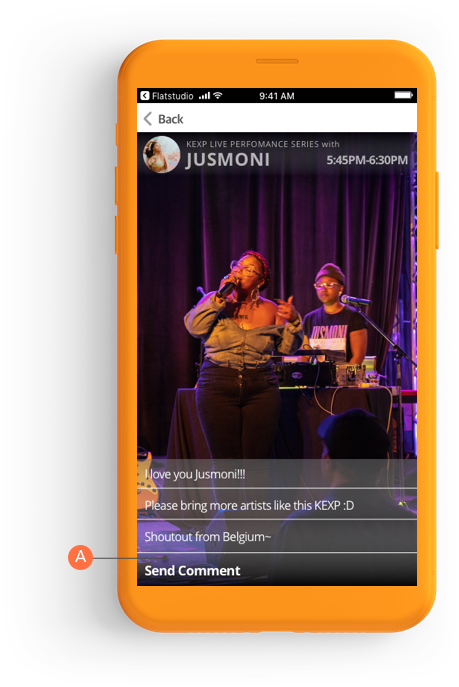 Flatstudio
9:41 AM
Back
KEXP LIVE PERFOMANCE SERIES with
JUSMONI
5:45PM-6:30PM
JUSMONI
I love you Jusmoni!!!
Please bring more artists like this KEXP :D
Shoutout from Belgium~
A
Send Comment